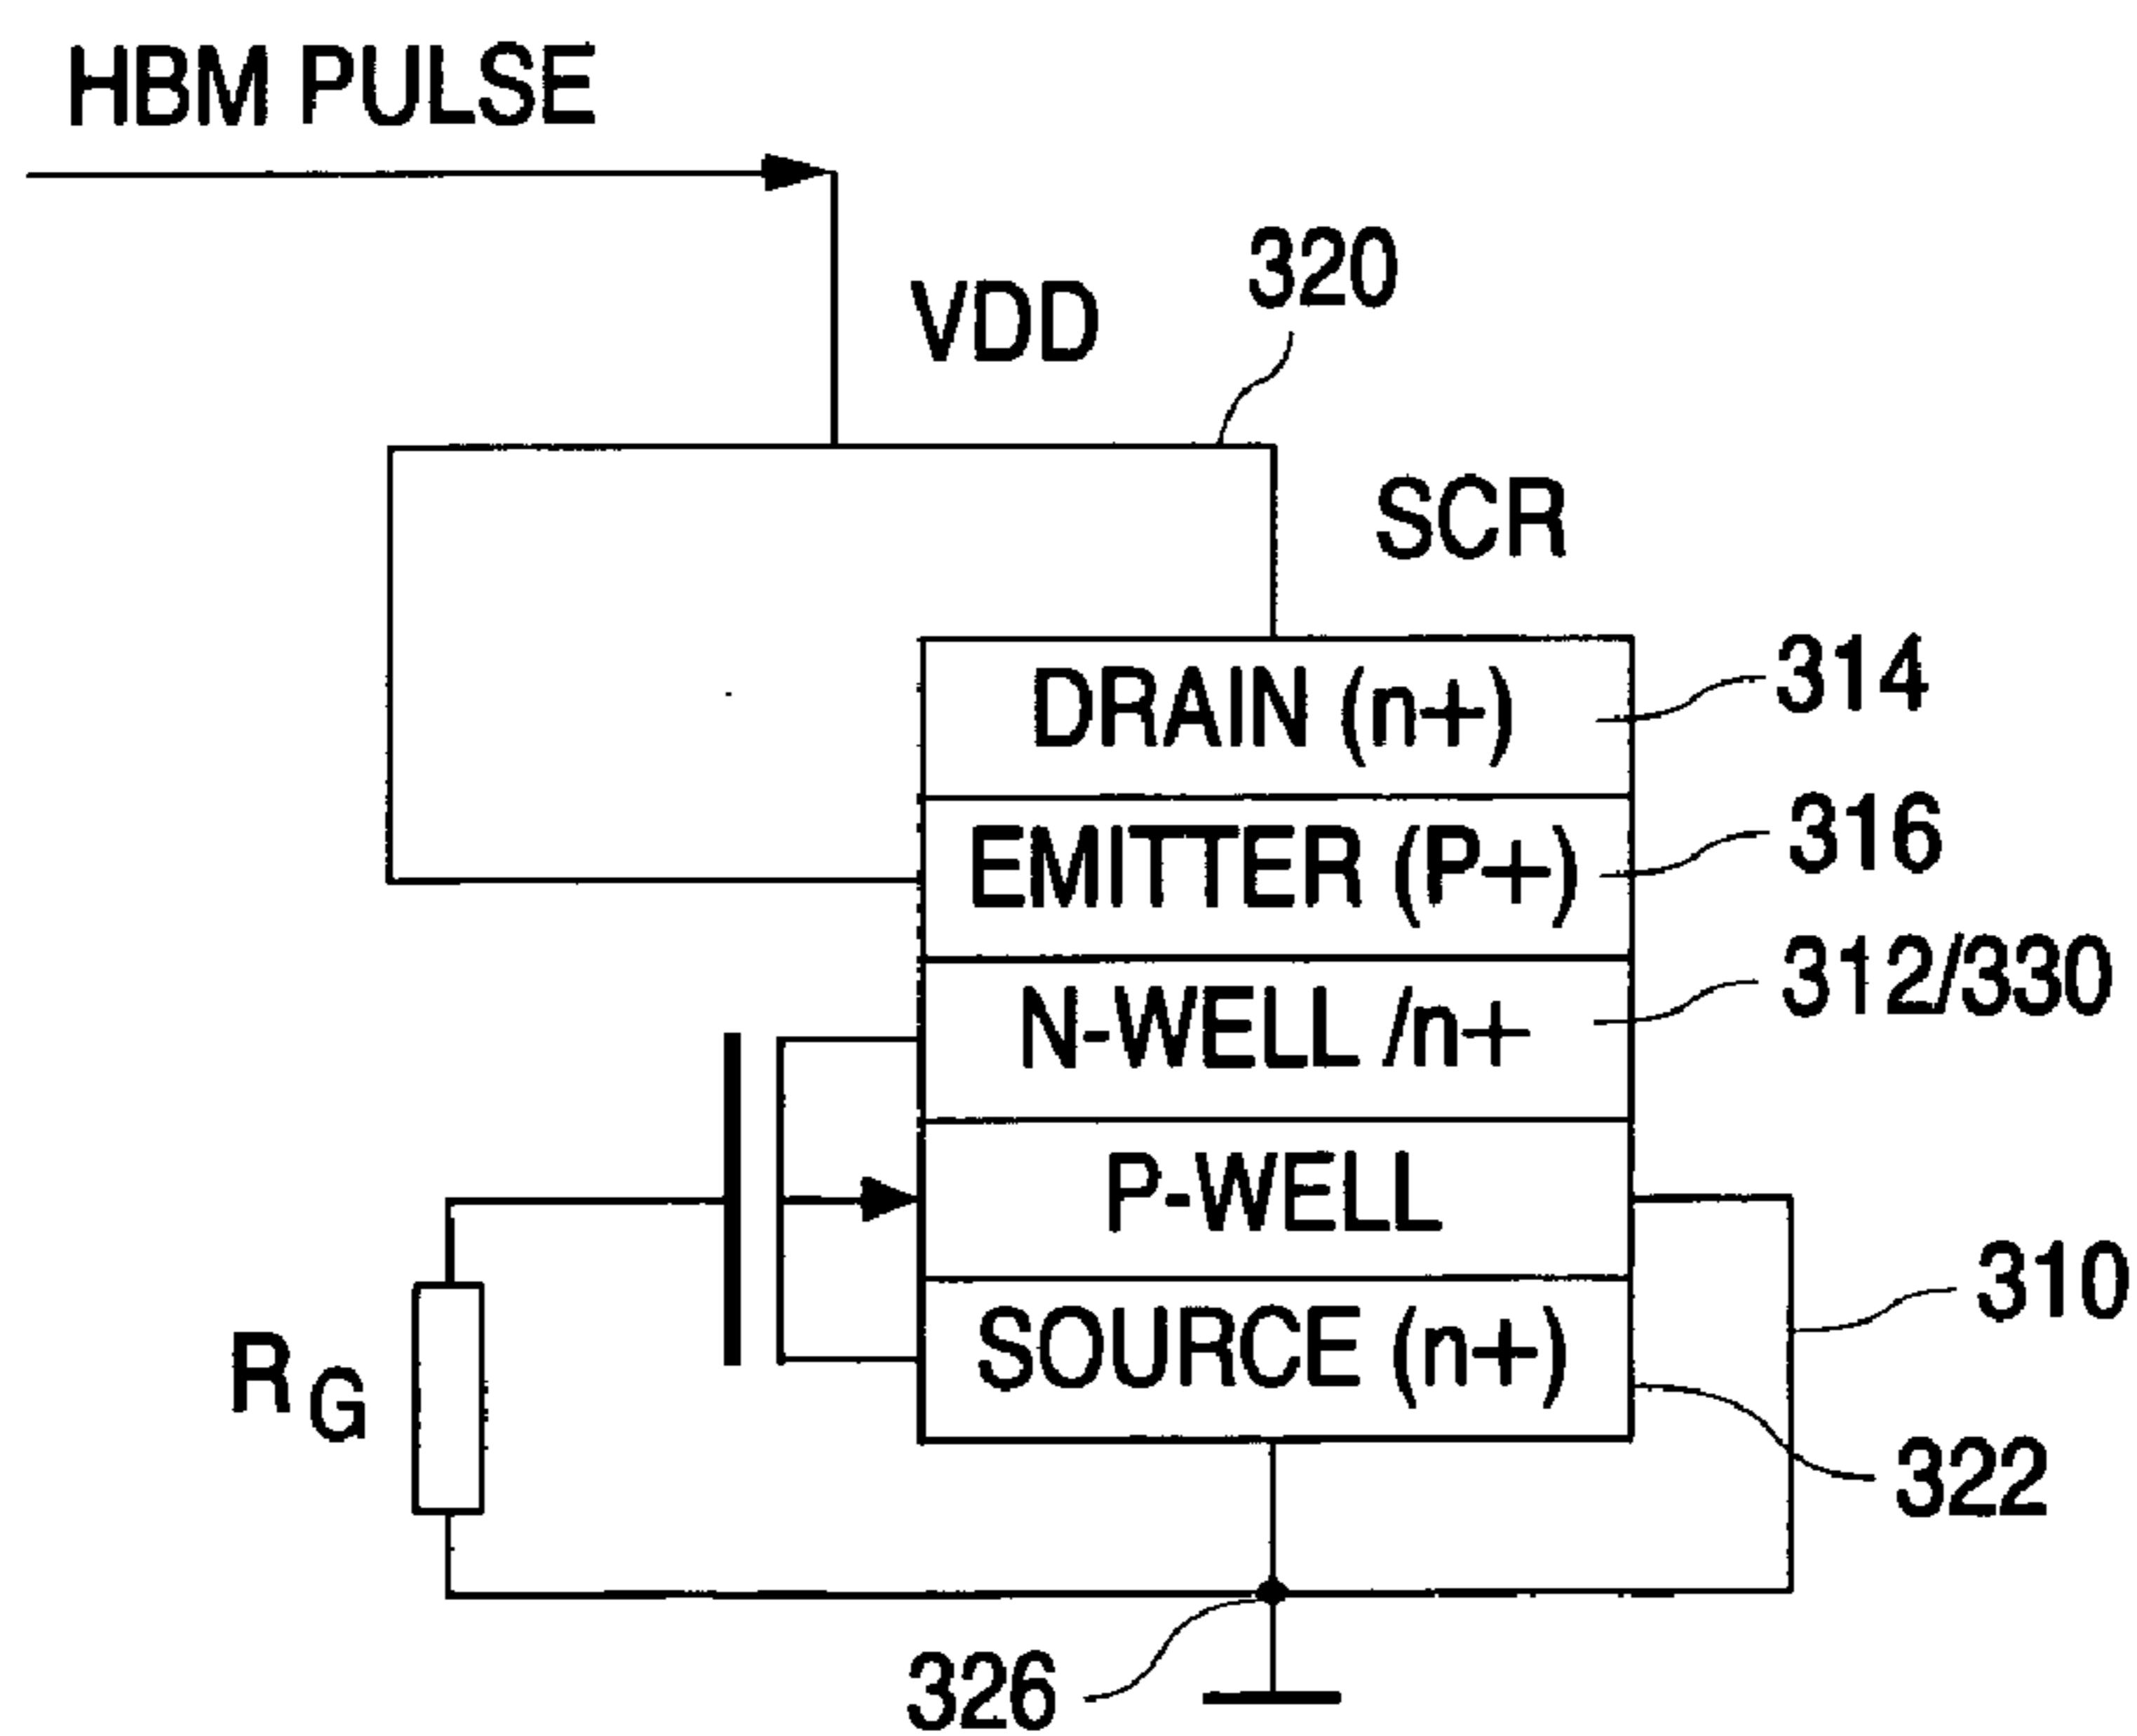 HBM PULSE
VDD
320
SCR
DRAIN (n+)
314
EMITTER (P+)
316
N-WELL /n+
312/330
P-WELL
310
SOURCE (n+)
RG
322
326